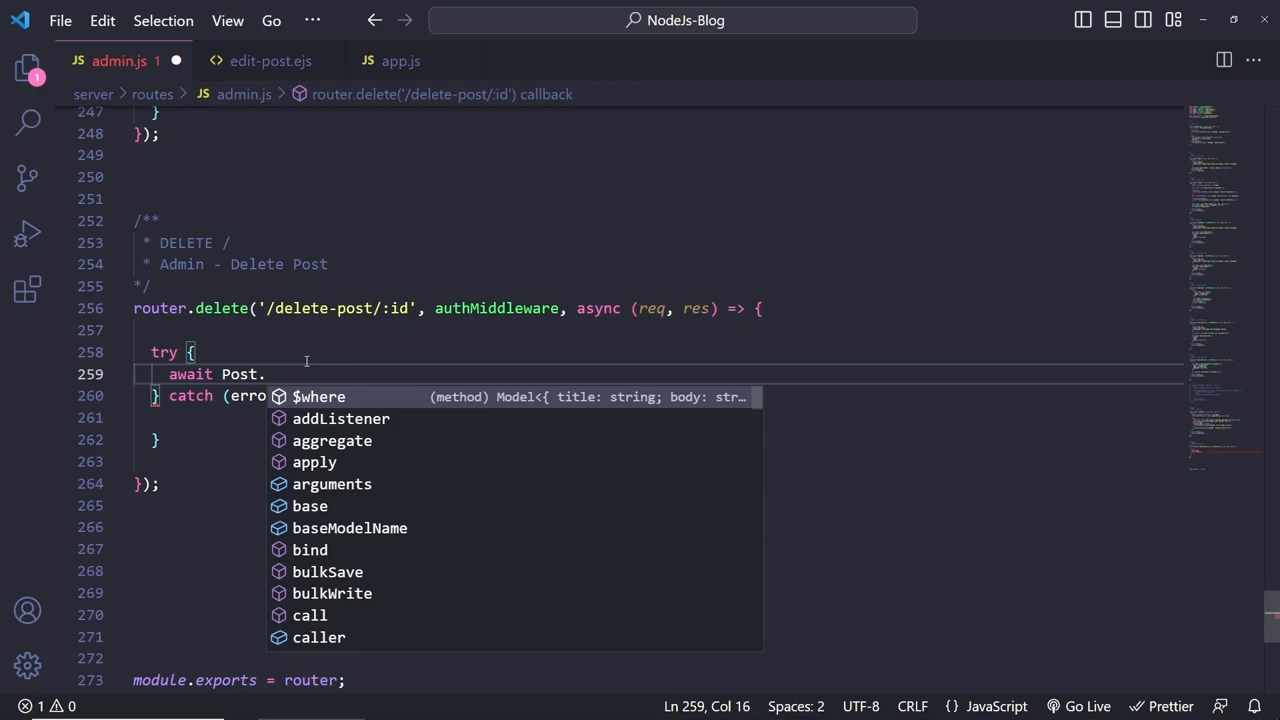 File Edit Selection View Go ··· NodeJs-Blog
JS admin.js 1 edit-post.ejs JS app.js
server > routes > JS admin.js > router.delete('/delete-post/:id') callback
247 }
248 });
249
250
251
252 /**
253 * DELETE /
254 * Admin - Delete Post
255 */
256 router.delete('/delete-post/:id', authMiddleware, async (req, res) => {
257
258 try {
259 await Post.
260 } catch (erro
$where (method) Model<{ title: string; body: str...
261 addListener
aggregate
262 }
263 apply
264 });
arguments
265 base
266 baseModelName
267 bind
268 bulkSave
269 bulkWrite
270 call
271 caller
272
273 module.exports = router;
1 0 Ln 259, Col 16 Spaces: 2 UTF-8 CRLF {} JavaScript Go Live Prettier